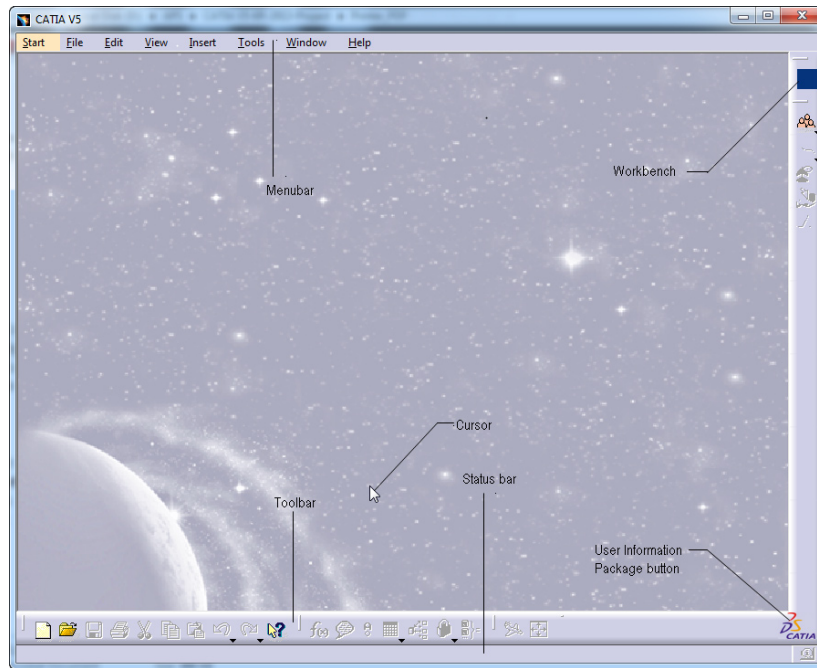 CATIA V5
Start File Edit View Insert Tools Window Help
Workbench
Menubar
Cursor
Status bar
Toolbar
User Information
Package button
f(x)
DS
CATIA